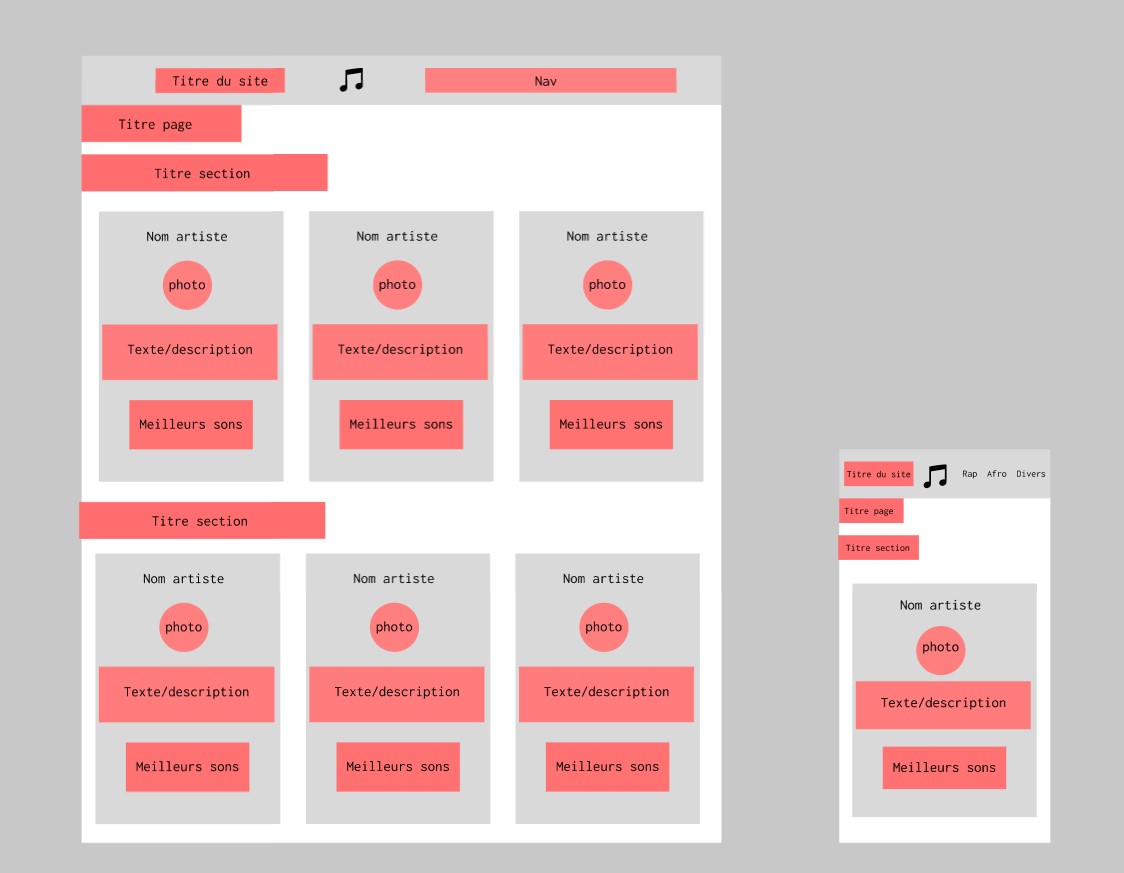 Titre du site Nav
Titre page
Titre section
Nom artiste Nom artiste Nom artiste
photo photo photo
Texte/description Texte/description Texte/description
Meilleurs sons Meilleurs sons Meilleurs sons
Titre section
Nom artiste Nom artiste Nom artiste
photo photo photo
Texte/description Texte/description Texte/description
Meilleurs sons Meilleurs sons Meilleurs sons
Titre du site Rap Afro Divers
Titre page
Titre section
Nom artiste
photo
Texte/description
Meilleurs sons